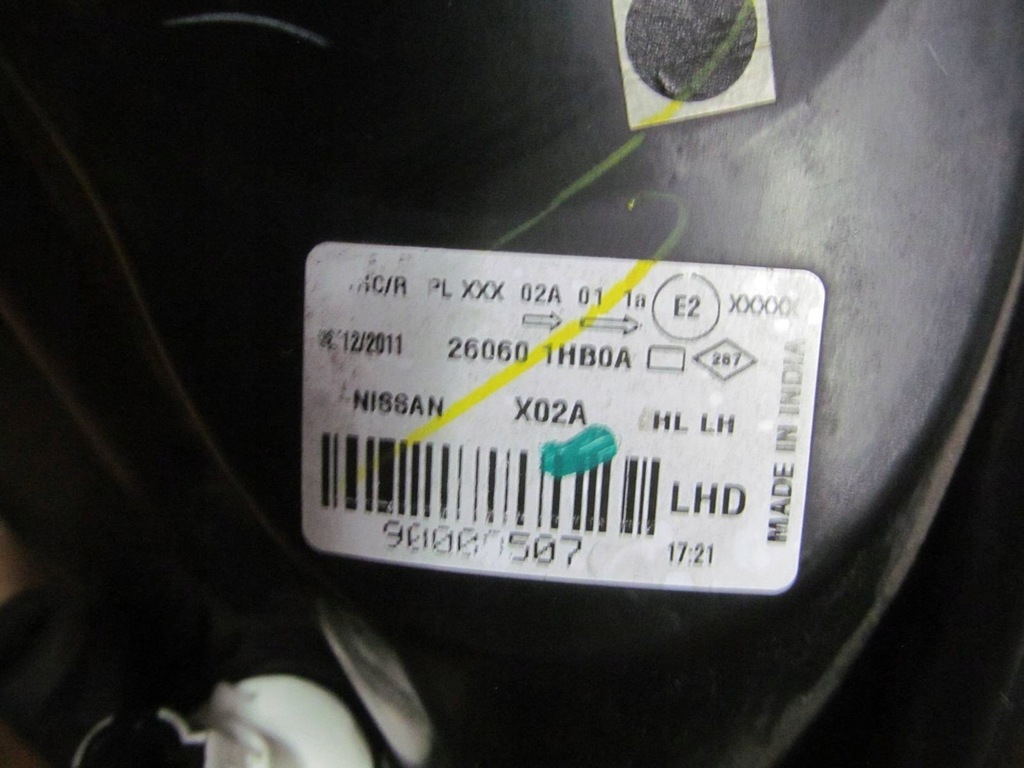 PL XXX 02A 01 1a E2 XXXXX
12/2011 26060 1HB0A 287
NISSAN X02A HL LH
LHD
17:21
MADE IN INDIA